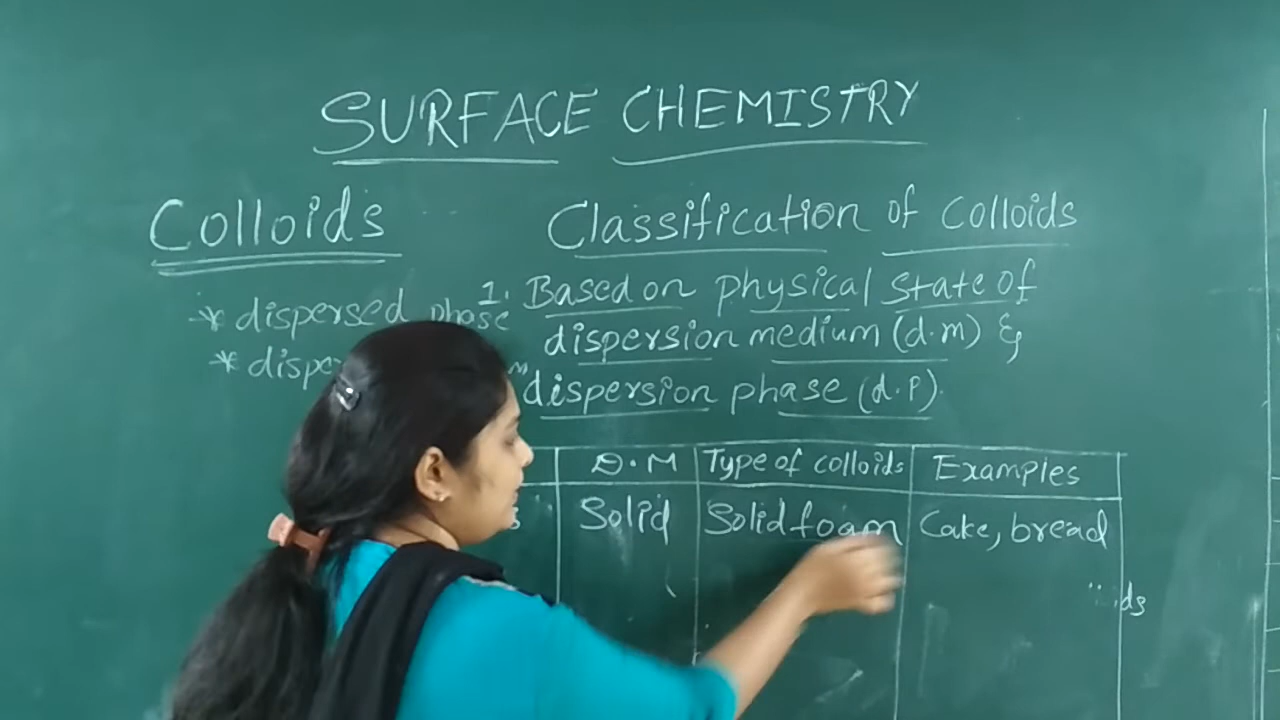 SURFACE CHEMISTRY
Colloids
* dispersed phase
Classification of Colloids
1. Based on physical State of
dispersion medium (d.m) &
dispersion phase (d.p).
D.M Type of colloids Examples
Solid Solid foam Cake, bread
ds